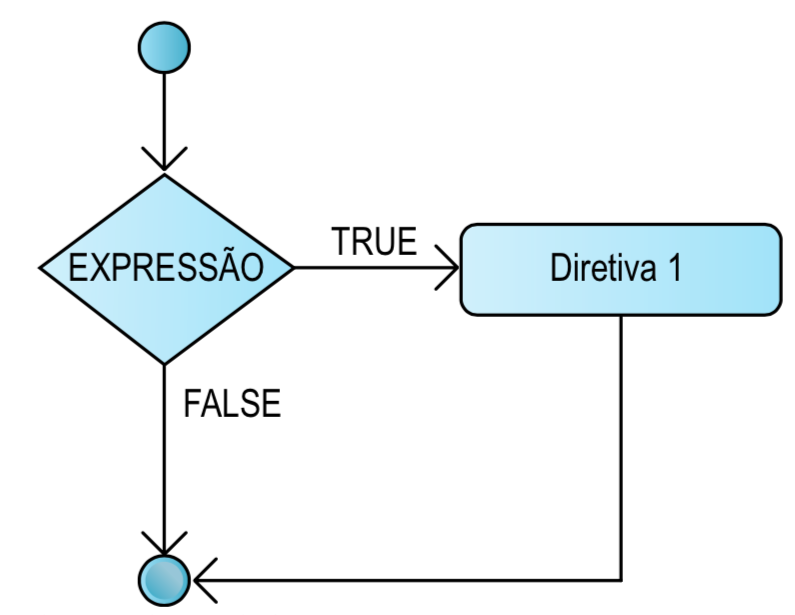 TRUE
EXPRESSÃO
Diretiva 1
FALSE